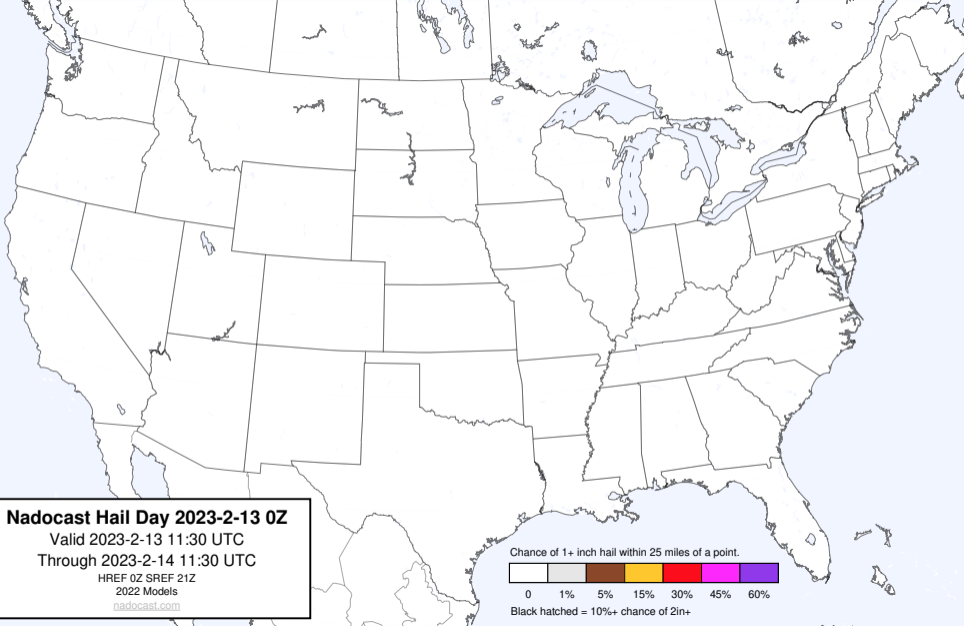 Nadocast Hail Day 2023-2-13 0Z
Valid 2023-2-13 11:30 UTC
Through 2023-2-14 11:30 UTC
HREF 0Z SREF 21Z
2022 Models
nadocast.com
Chance of 1+ inch hail within 25 miles of a point.
0 1% 5% 15% 30% 45% 60%
Black hatched = 10%+ chance of 2in+